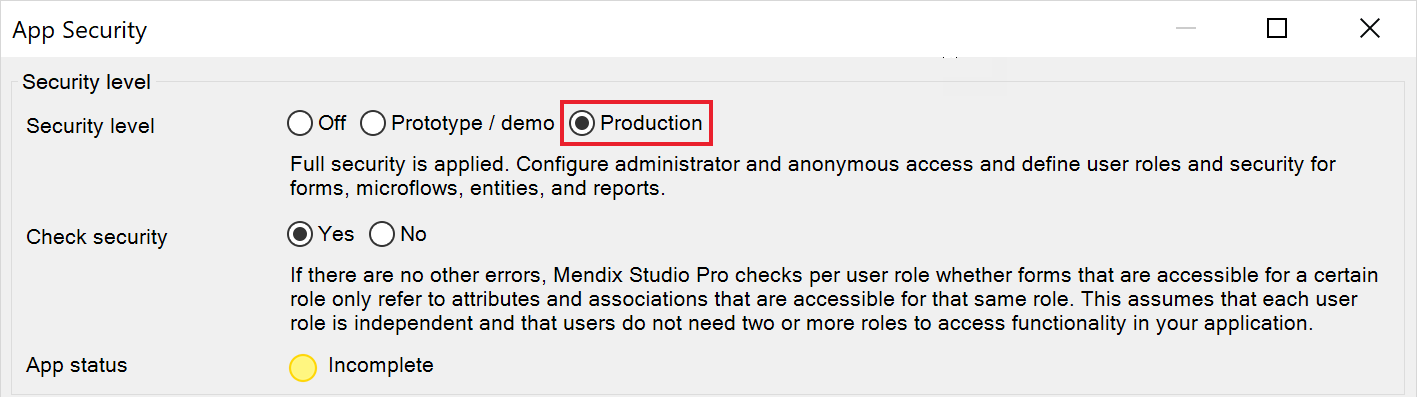 App Security
Security level
Security level
Off Prototype / demo Production
Full security is applied. Configure administrator and anonymous access and define user roles and security for
forms, microflows, entities, and reports.
Check security
Yes No
If there are no other errors, Mendix Studio Pro checks per user role whether forms that are accessible for a certain
role only refer to attributes and associations that are accessible for that same role. This assumes that each user
role is independent and that users do not need two or more roles to access functionality in your application.
App status
Incomplete